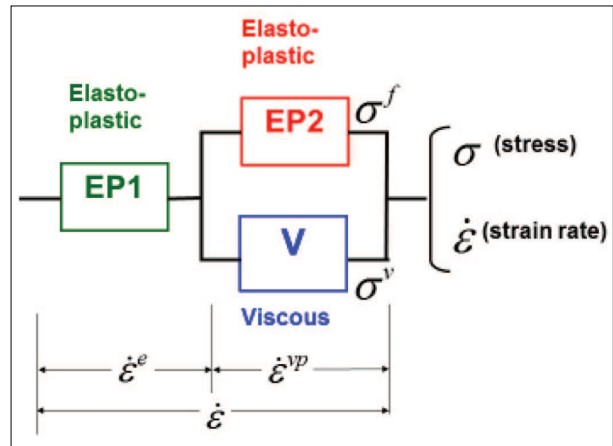 Elasto-
plastic
Elasto-
plastic
EP2
σ^f
EP1
σ (stress)
ε̇ (strain rate)
V
σ^v
Viscous
ε̇^e
ε̇^vp
ε̇